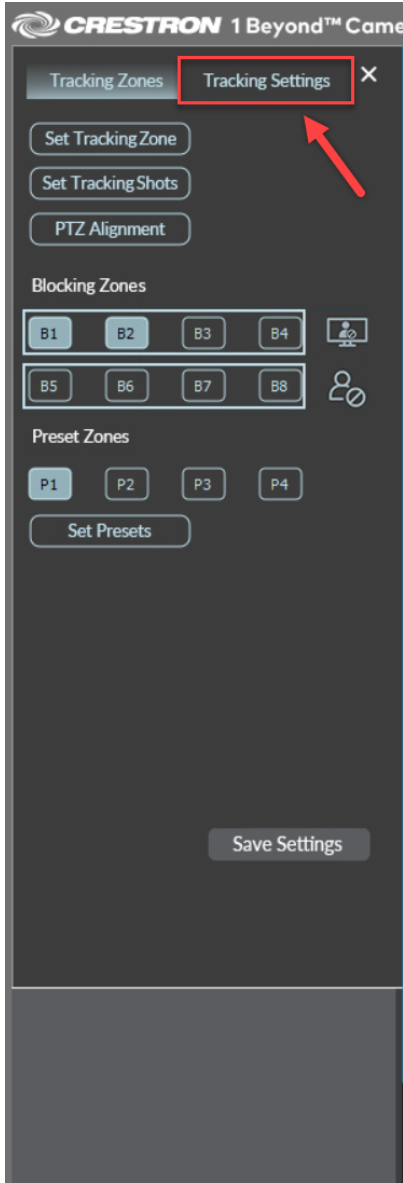 CRESTRON 1 Beyond™ Came
Tracking Zones Tracking Settings ×
Set Tracking Zone
Set Tracking Shots
PTZ Alignment
Blocking Zones
B1 B2 B3 B4
B5 B6 B7 B8
Preset Zones
P1 P2 P3 P4
Set Presets
Save Settings